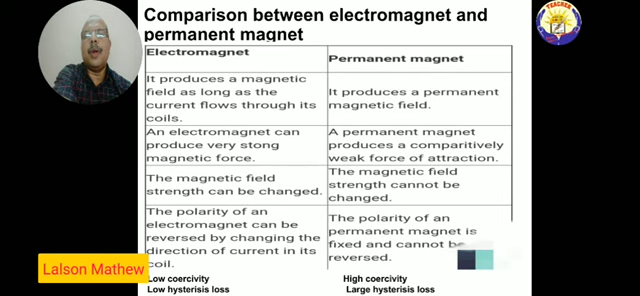 Comparison between electromagnet and
permanent magnet
TEACHER
Electromagnet
Permanent magnet
It produces a magnetic
field as long as the
current flows through its
coils.
It produces a permanent
magnetic field.
An electromagnet can
produce very stong
magnetic force.
A permanent magnet
produces a comparitively
weak force of attraction.
The magnetic field
strength can be changed.
The magnetic field
strength cannot be
changed.
The polarity of an
electromagnet can be
reversed by changing the
direction of current in its
coil.
The polarity of an
permanent magnet is
fixed and cannot be
reversed.
Lalson Mathew
Low coercivity
High coercivity
Low hysterisis loss
Large hysterisis loss